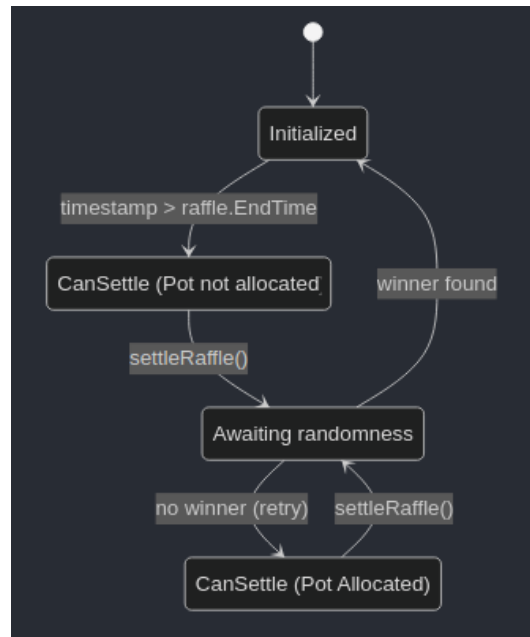 Initialized
timestamp > raffle.EndTime
CanSettle (Pot not allocated)
winner found
settleRaffle()
Awaiting randomness
no winner (retry)
settleRaffle()
CanSettle (Pot Allocated)